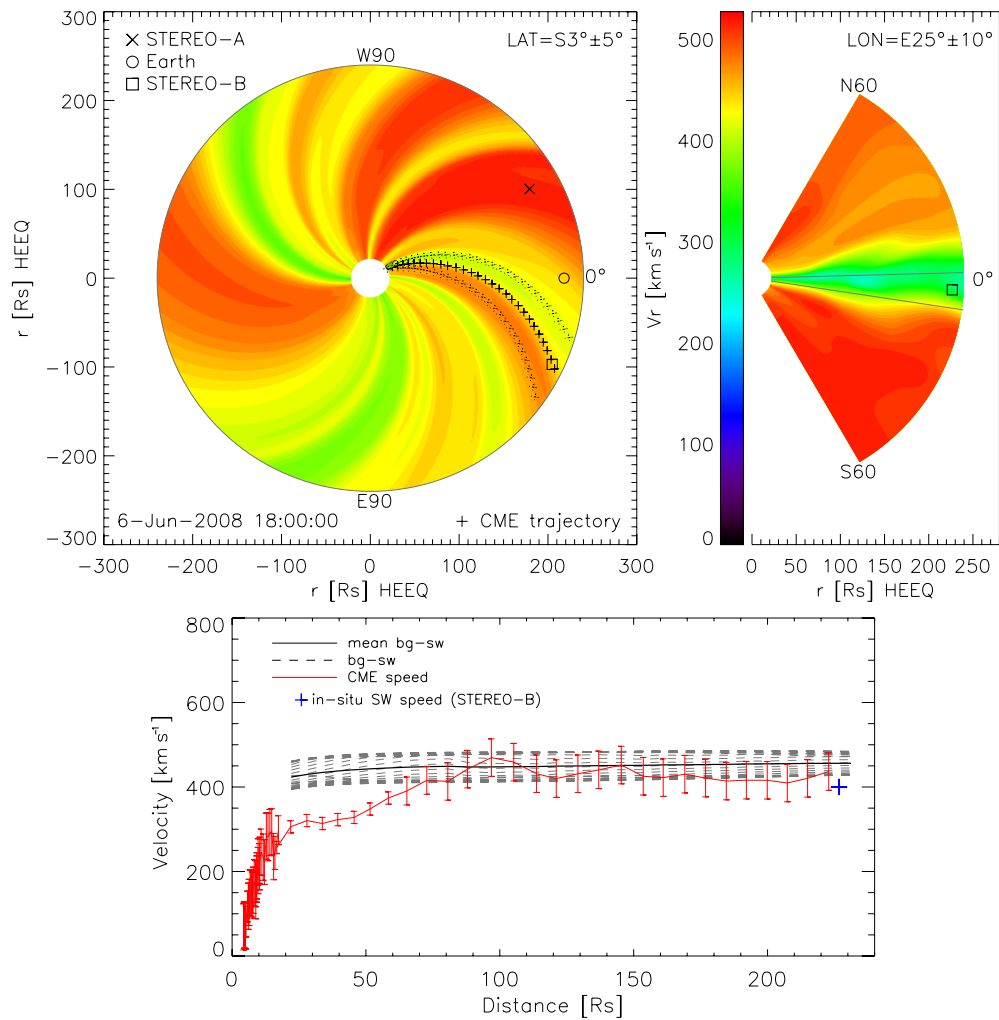 300
200
100
0
−100
−200
−300
r [Rs] HEEQ
× STEREO−A
○ Earth
□ STEREO−B
LAT=S3°±5°
W90
0°
E90
6−Jun−2008 18:00:00
+ CME trajectory
−300 −200 −100 0 100 200 300
r [Rs] HEEQ
500
400
300
200
100
0
Vr [km s⁻¹]
LON=E25°±10°
N60
0°
S60
0 50 100 150 200 250
r [Rs] HEEQ
800
600
400
200
0
Velocity [km s⁻¹]
mean bg−sw
bg−sw
CME speed
+ in−situ SW speed (STEREO−B)
0 50 100 150 200
Distance [Rs]